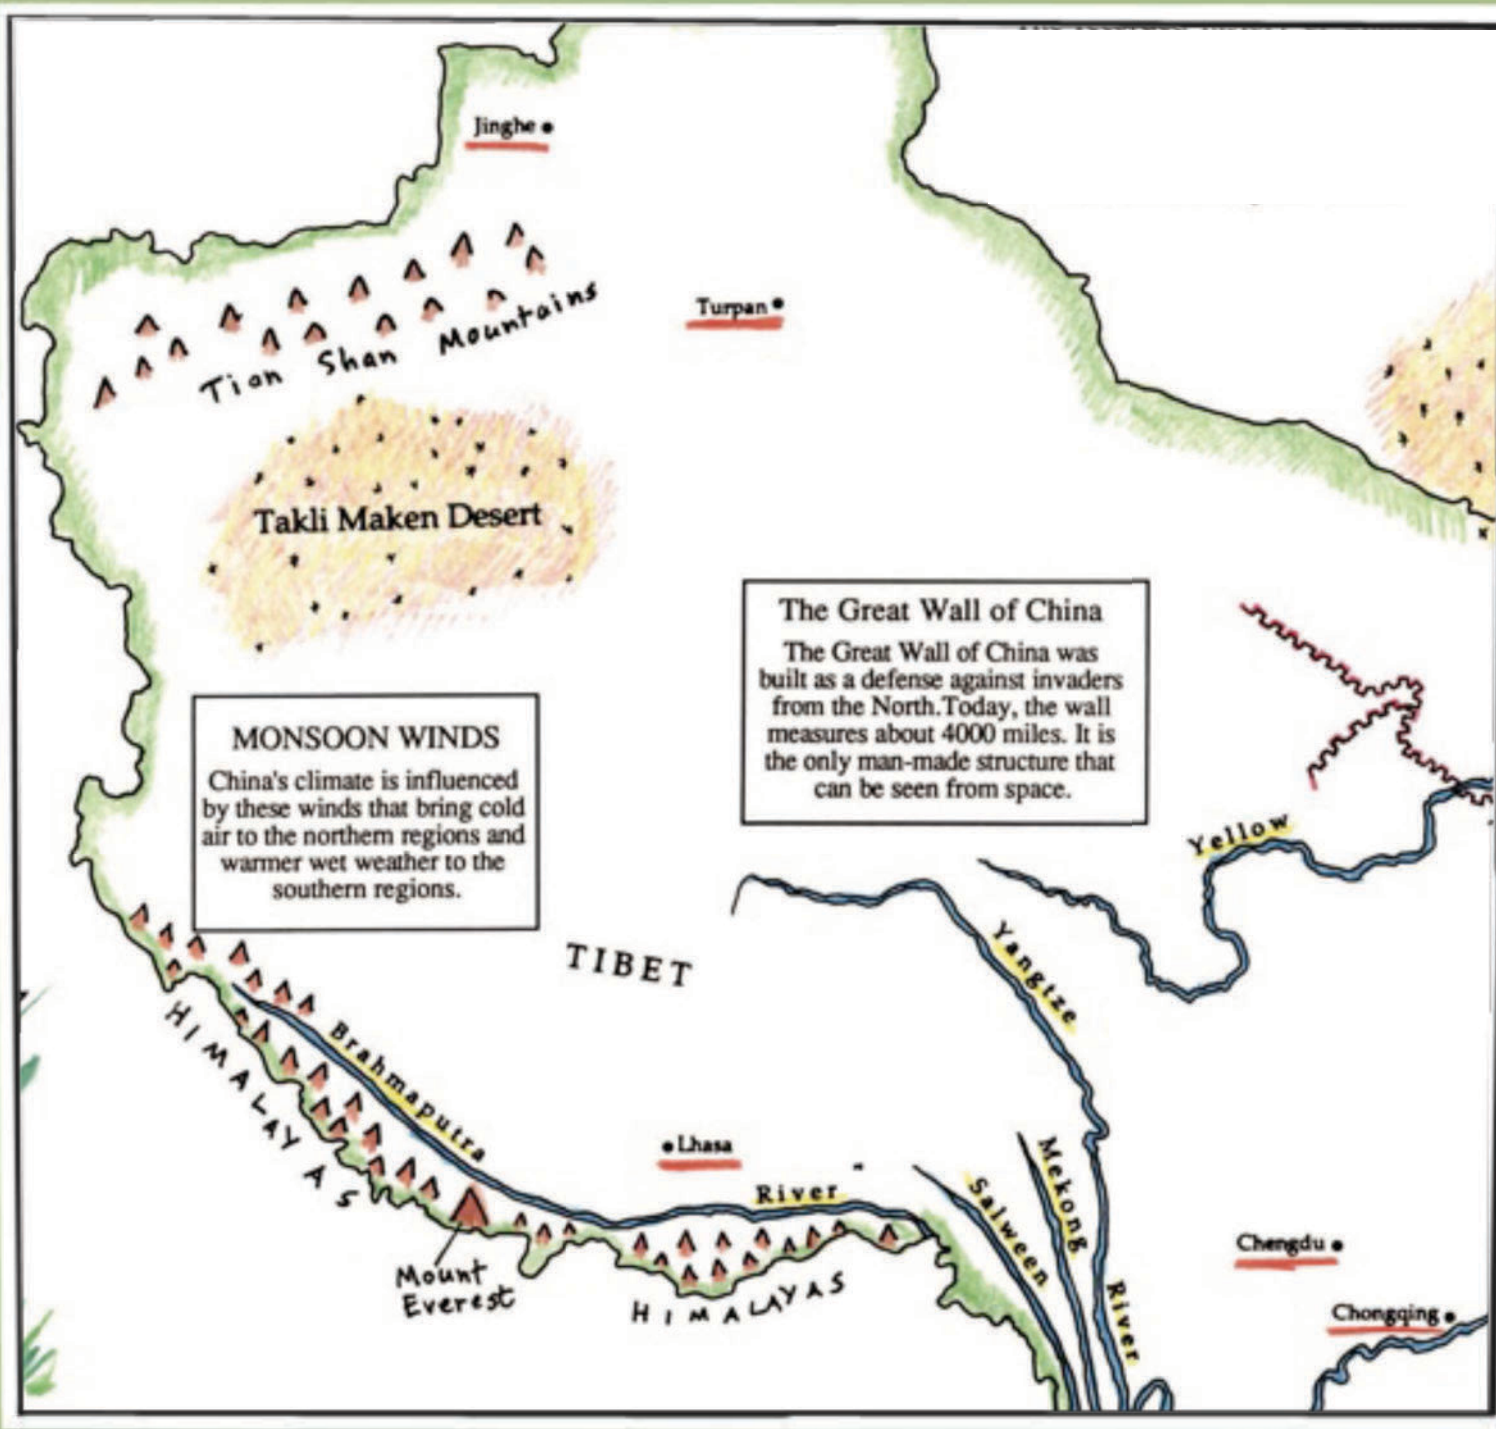 Jinghe
Turpan
Tian Shan Mountains
Takli Maken Desert
The Great Wall of China
The Great Wall of China was
built as a defense against invaders
from the North.Today, the wall
measures about 4000 miles. It is
the only man-made structure that
can be seen from space.
MONSOON WINDS
China's climate is influenced
by these winds that bring cold
air to the northern regions and
warmer wet weather to the
southern regions.
Yellow
TIBET
Yangtze
HIMALAYAS
Brahmaputra
Lhasa
River
Mekong
Salween
River
Mount
Everest
HIMALAYAS
Chengdu
Chongqing